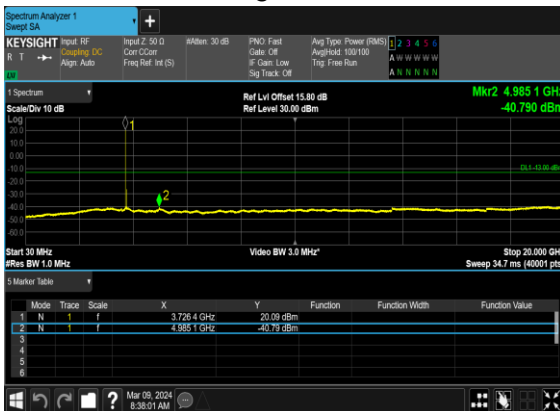 Spectrum Analyzer 1
Swept SA
KEYSIGHT Input: RF Input Z: 50 Ω #Atten: 30 dB PNO: Fast Avg Type: Power (RMS) 1 2 3 4 5 6
R T Coupling: DC Corr CCorr Gate: Off Avg|Hold: 100/100 A W W W W W
Align: Auto Freq Ref: Int (S) IF Gain: Low Trig: Free Run
Sig Track: Off A N N N N N
1 Spectrum Ref Lvl Offset 15.80 dB Mkr2 4.985 1 GHz
Scale/Div 10 dB Ref Level 30.00 dBm -40.790 dBm
Log
20.0 1
10.0
0.00
-10.0 DL1 -13.00 dBm
-20.0
-30.0 2
-40.0
-50.0
-60.0
Start 30 MHz Video BW 3.0 MHz* Stop 20.000 GHz
#Res BW 1.0 MHz Sweep 34.7 ms (40001 pts
5 Marker Table
Mode Trace Scale X Y Function Function Width Function Value
1 N 1 f 3.726 4 GHz 20.09 dBm
2 N 1 f 4.985 1 GHz -40.79 dBm
3
4
5
6
? Mar 09, 2024
8:38:01 AM